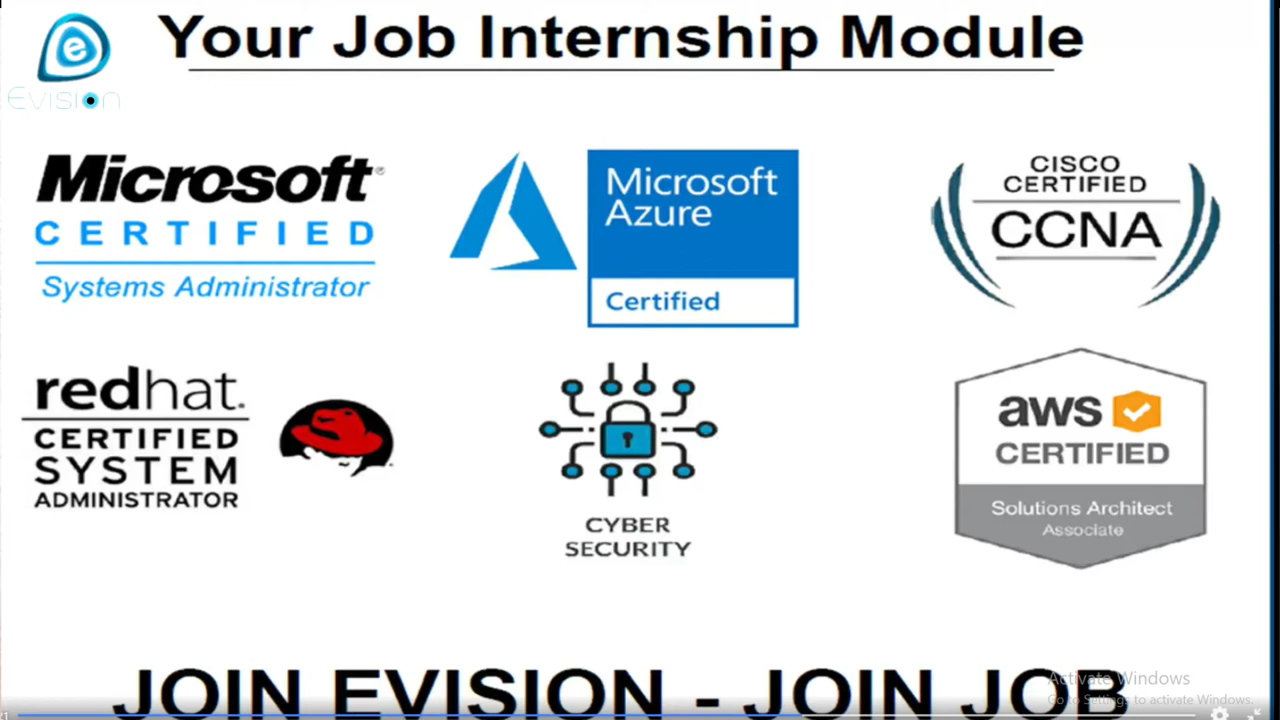 Your Job Internship Module
e
Evision
Microsoft®
CERTIFIED
Systems Administrator
Microsoft
Azure
Certified
CISCO
CERTIFIED
CCNA
redhat.
CERTIFIED
SYSTEM
ADMINISTRATOR
CYBER
SECURITY
aws
CERTIFIED
Solutions Architect
Associate
JOIN EVISION - JOIN JOB
Activate Windows
Go to Settings to activate Windows.